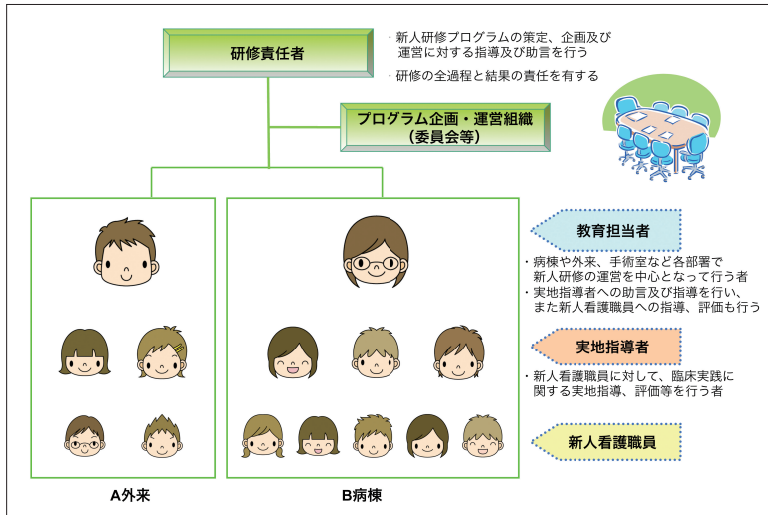 研修責任者
・新人研修プログラムの策定、企画及び
運営に対する指導及び助言を行う
・研修の全過程と結果の責任を有する
プログラム企画・運営組織
（委員会等）
教育担当者
・病棟や外来、手術室など各部署で
新人研修の運営を中心となって行う者
・実地指導者への助言及び指導を行い、
また新人看護職員への指導、評価も行う
実地指導者
・新人看護職員に対して、臨床実践に
関する実地指導、評価等を行う者
新人看護職員
A外来
B病棟